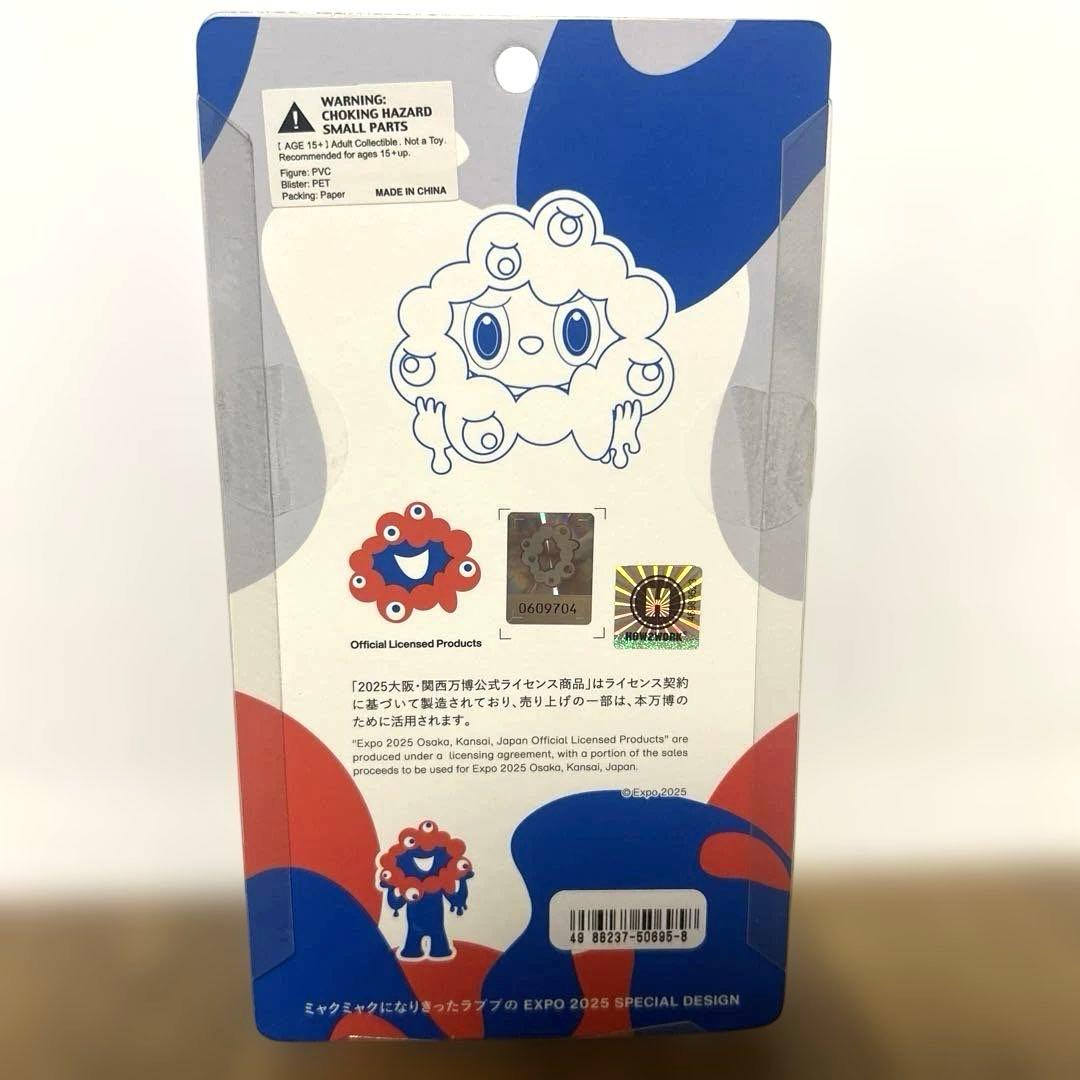 WARNING:
CHOKING HAZARD
SMALL PARTS
[ AGE 15+ ] Adult Collectible. Not a Toy.
Recommended for ages 15+up.
Figure: PVC
Blister: PET
Packing: Paper
MADE IN CHINA
0609704
HOW2WORK
Official Licensed Products
「2025大阪・関西万博公式ライセンス商品」はライセンス契約
に基づいて製造されており、売り上げの一部は、本万博の
ために活用されます。
"Expo 2025 Osaka, Kansai, Japan Official Licensed Products" are
produced under a licensing agreement, with a portion of the sales
proceeds to be used for Expo 2025 Osaka, Kansai, Japan.
©Expo 2025
49 86237-50695-8
ミャクミャクになりきったラブブの EXPO 2025 SPECIAL DESIGN